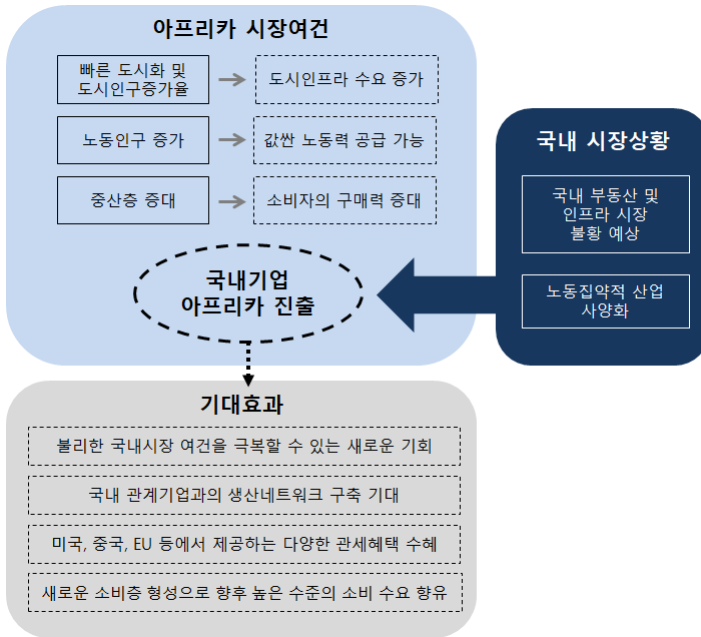 아프리카 시장여건
빠른 도시화 및
도시인구증가율
도시인프라 수요 증가
노동인구 증가
값싼 노동력 공급 가능
중산층 증대
소비자의 구매력 증대
국내기업
아프리카 진출
국내 시장상황
국내 부동산 및
인프라 시장
불황 예상
노동집약적 산업
사양화
기대효과
불리한 국내시장 여건을 극복할 수 있는 새로운 기회
국내 관계기업과의 생산네트워크 구축 기대
미국, 중국, EU 등에서 제공하는 다양한 관세혜택 수혜
새로운 소비층 형성으로 향후 높은 수준의 소비 수요 향유